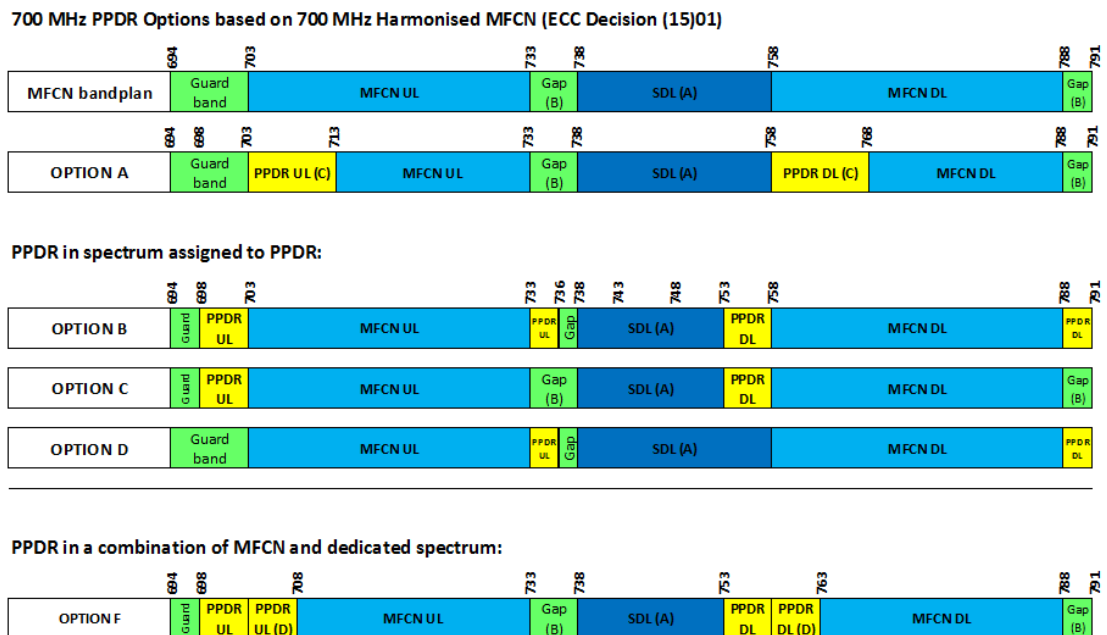 700 MHz PPDR Options based on 700 MHz Harmonised MFCN (ECC Decision (15)01)
694 703 733 738 758 788 791
MFCN bandplan Guard band MFCN UL Gap (B) SDL (A) MFCN DL Gap (B)
694 698 703 713 733 738 758 768 788 791
OPTION A Guard band PPDR UL (C) MFCN UL Gap (B) SDL (A) PPDR DL (C) MFCN DL Gap (B)
PPDR in spectrum assigned to PPDR:
694 698 703 733 736 738 743 748 753 758 788 791
OPTION B Guard PPDR UL MFCN UL PPDR UL Gap SDL (A) PPDR DL MFCN DL PPDR DL
OPTION C Guard PPDR UL MFCN UL Gap (B) SDL (A) PPDR DL MFCN DL Gap (B)
OPTION D Guard band MFCN UL PPDR UL Gap SDL (A) MFCN DL PPDR DL
PPDR in a combination of MFCN and dedicated spectrum:
694 698 708 733 738 753 763 788 791
OPTION F Guard PPDR UL PPDR UL (D) MFCN UL Gap (B) SDL (A) PPDR DL PPDR DL (D) MFCN DL Gap (B)